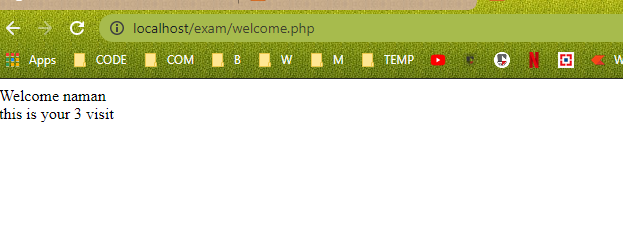 localhost/exam/welcome.php
Apps CODE COM B W M TEMP W
Welcome naman
this is your 3 visit